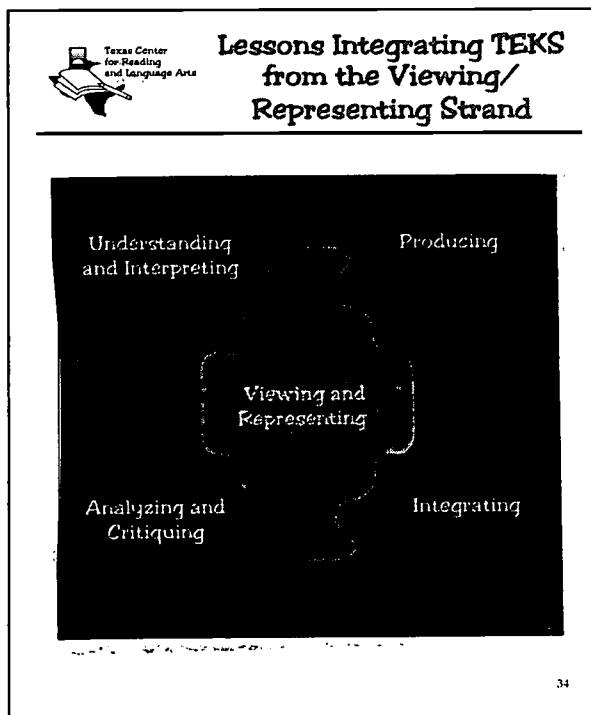 Texas Center
for Reading
and Language Arts
Lessons Integrating TEKS
from the Viewing/
Representing Strand
Understanding
and Interpreting
Producing
Viewing and
Representing
Analyzing and
Critiquing
Integrating
34